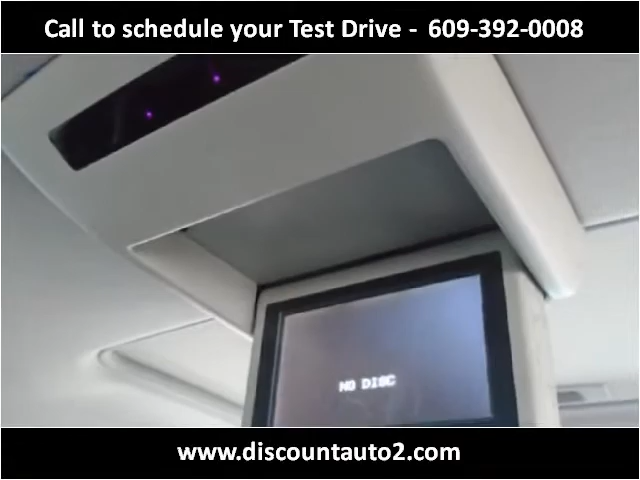 Call to schedule your Test Drive - 609-392-0008
NO DISC
www.discountauto2.com